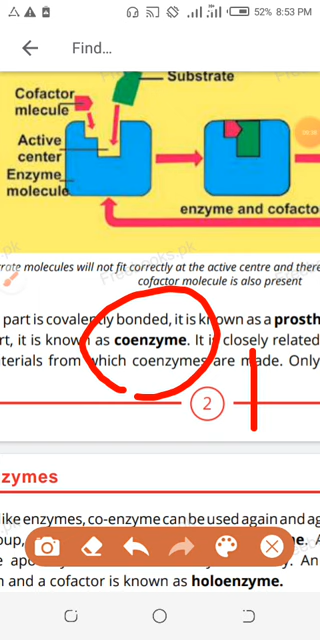 52% 8:53 PM
Find...
Substrate
Cofactor
mlecule
Active
center
Enzyme
molecule
enzyme and cofacto
rate molecules will not fit correctly at the active centre and there
cofactor molecule is also present
part is covalently bonded, it is known as a prosth
rt, it is known as coenzyme. It is closely related
terials from which coenzymes are made. Only
2
zymes
like enzymes, co-enzyme can be used again and ag
oup,
ne. A
e apo
y. An
n and a cofactor is known as holoenzyme.